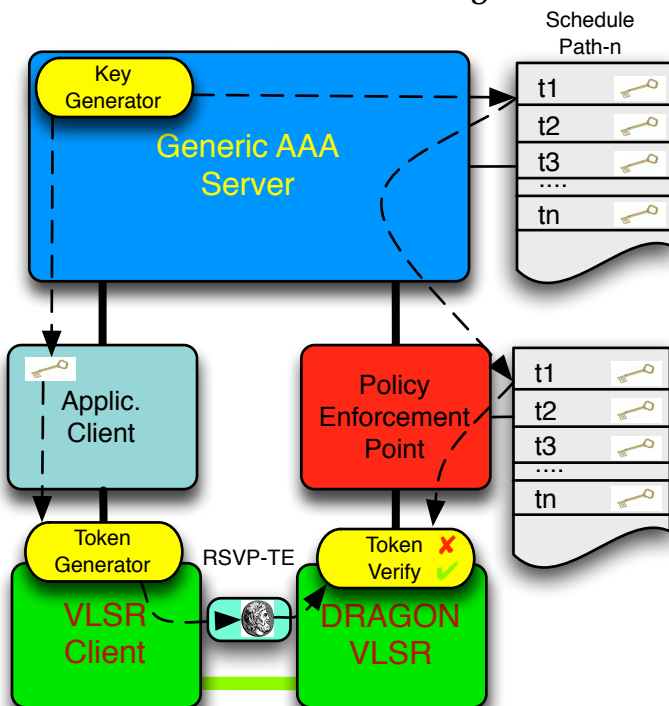 Schedule
Path-n
Key
Generator
Generic AAA
Server
t1
t2
t3
....
tn
Applic.
Client
Policy
Enforcement
Point
t1
t2
t3
....
tn
Token
Generator
RSVP-TE
Token ✘
Verify ✔
VLSR
Client
DRAGON
VLSR